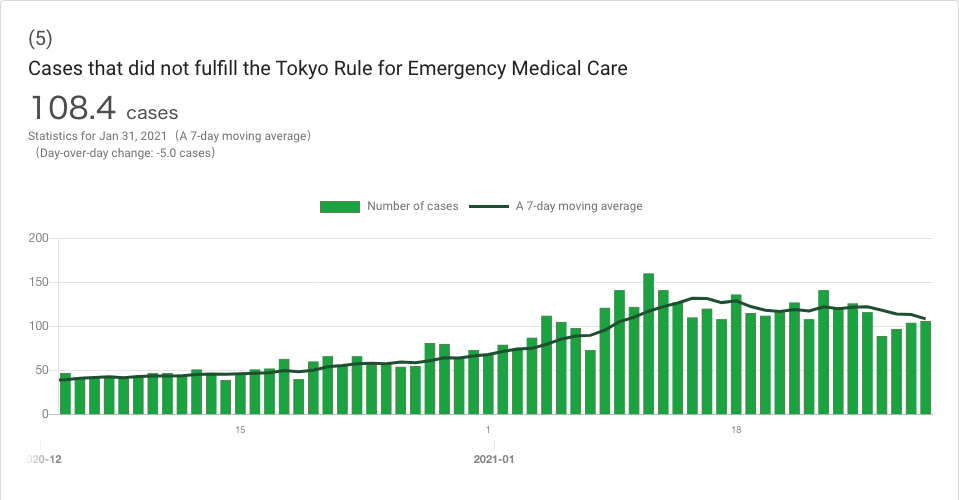 (5)
Cases that did not fulfill the Tokyo Rule for Emergency Medical Care
108.4 cases
Statistics for Jan 31, 2021 (A 7-day moving average)
(Day-over-day change: -5.0 cases)
Number of cases A 7-day moving average
200
150
100
50
0
15 1 18
2020-12 2021-01